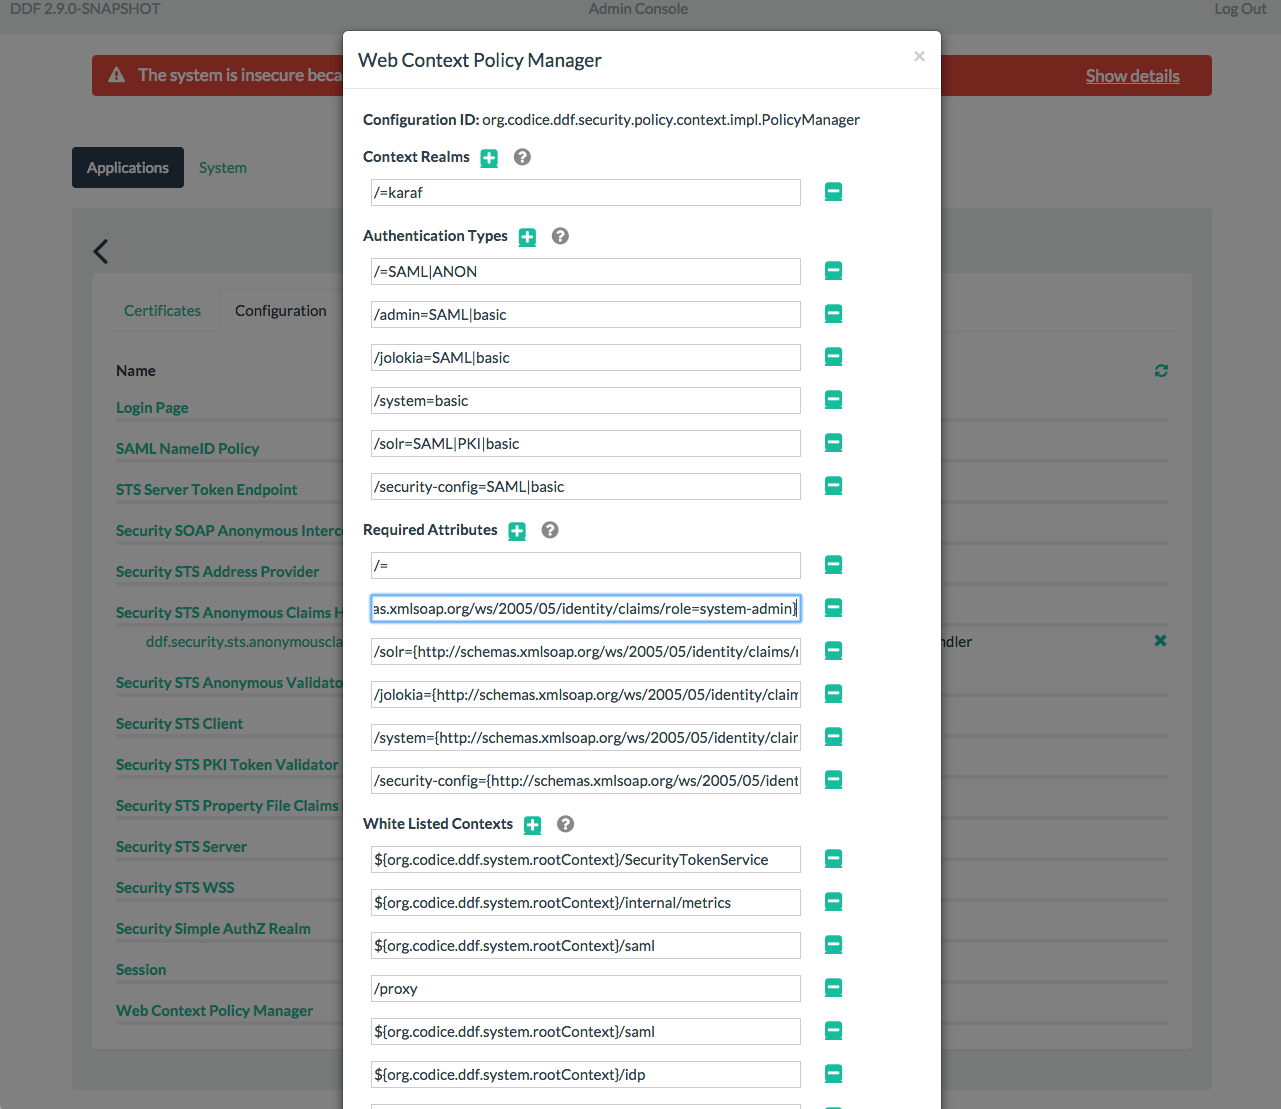 DDF 2.9.0-SNAPSHOT
Admin Console
Log Out
The system is insecure beca
Show details
Web Context Policy Manager
×
Configuration ID: org.codice.ddf.security.policy.context.impl.PolicyManager
Applications
System
Context Realms
/=karaf
Authentication Types
/=SAML|ANON
/admin=SAML|basic
/jolokia=SAML|basic
/system=basic
/solr=SAML|PKI|basic
/security-config=SAML|basic
Required Attributes
/=
as.xmlsoap.org/ws/2005/05/identity/claims/role=system-admin}
/solr={http://schemas.xmlsoap.org/ws/2005/05/identity/claims/
/jolokia={http://schemas.xmlsoap.org/ws/2005/05/identity/claim
/system={http://schemas.xmlsoap.org/ws/2005/05/identity/clair
/security-config={http://schemas.xmlsoap.org/ws/2005/05/ident
White Listed Contexts
${org.codice.ddf.system.rootContext}/SecurityTokenService
${org.codice.ddf.system.rootContext}/internal/metrics
${org.codice.ddf.system.rootContext}/saml
/proxy
${org.codice.ddf.system.rootContext}/saml
${org.codice.ddf.system.rootContext}/idp
Certificates
Configuration
Name
Login Page
SAML NameID Policy
STS Server Token Endpoint
Security SOAP Anonymous Interc
Security STS Address Provider
Security STS Anonymous Claims H
ddf.security.sts.anonymouscla
ndler
Security STS Anonymous Validato
Security STS Client
Security STS PKI Token Validator
Security STS Property File Claims
Security STS Server
Security STS WSS
Security Simple AuthZ Realm
Session
Web Context Policy Manager